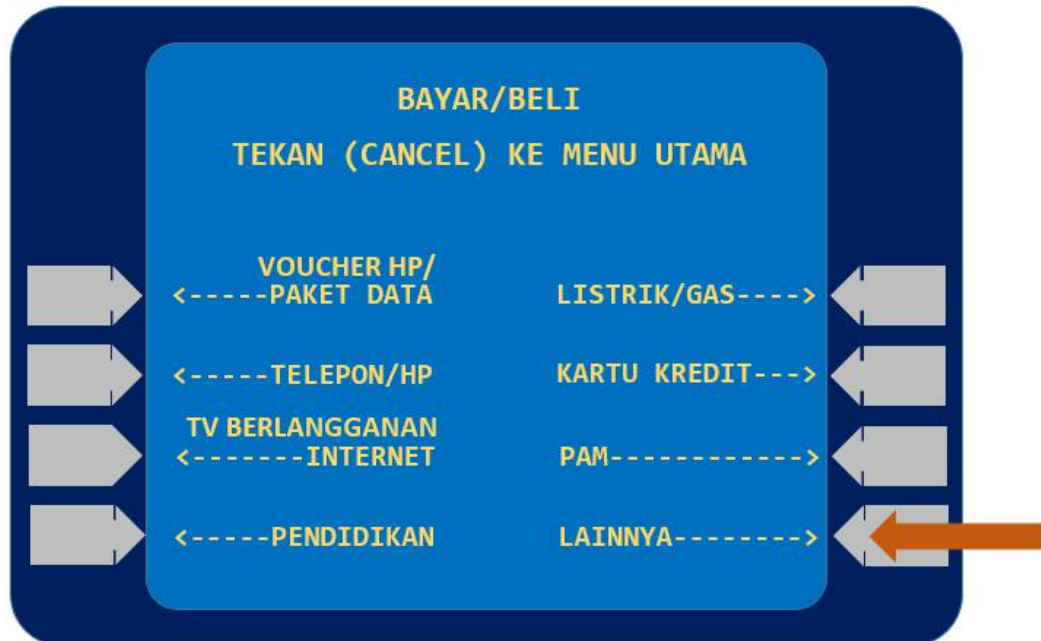 BAYAR/BELI
TEKAN (CANCEL) KE MENU UTAMA
VOUCHER HP/
<-----PAKET DATA
LISTRIK/GAS---->
<-----TELEPON/HP
KARTU KREDIT--->
TV BERLANGGANAN
<-------INTERNET
PAM------------>
<-----PENDIDIKAN
LAINNYA-------->